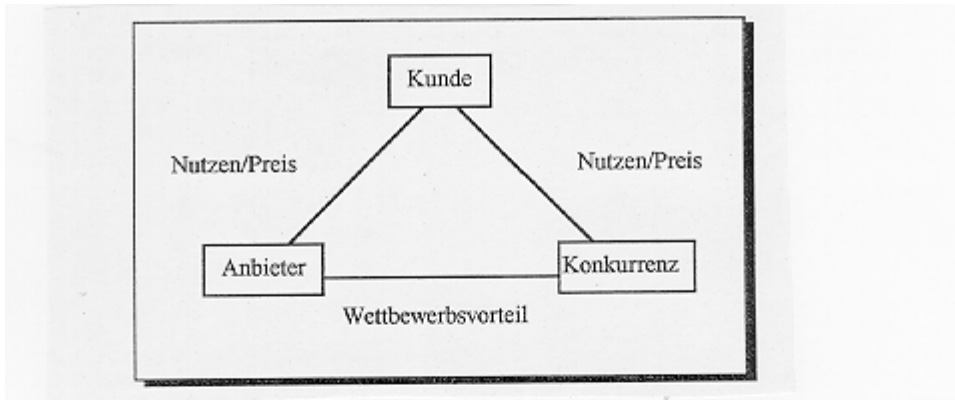 Kunde
Nutzen/Preis
Nutzen/Preis
Anbieter
Konkurrenz
Wettbewerbsvorteil